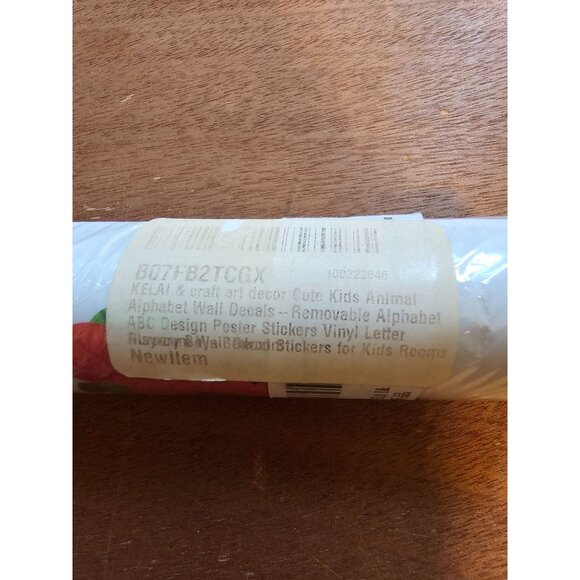 B07FB2TCGX 100222846
KELAI & craft art decor Cute Kids Animal
Alphabet Wall Decals – Removable Alphabet
ABC Design Poster Stickers Vinyl Letter
Stickers for Kids Rooms
NewItem